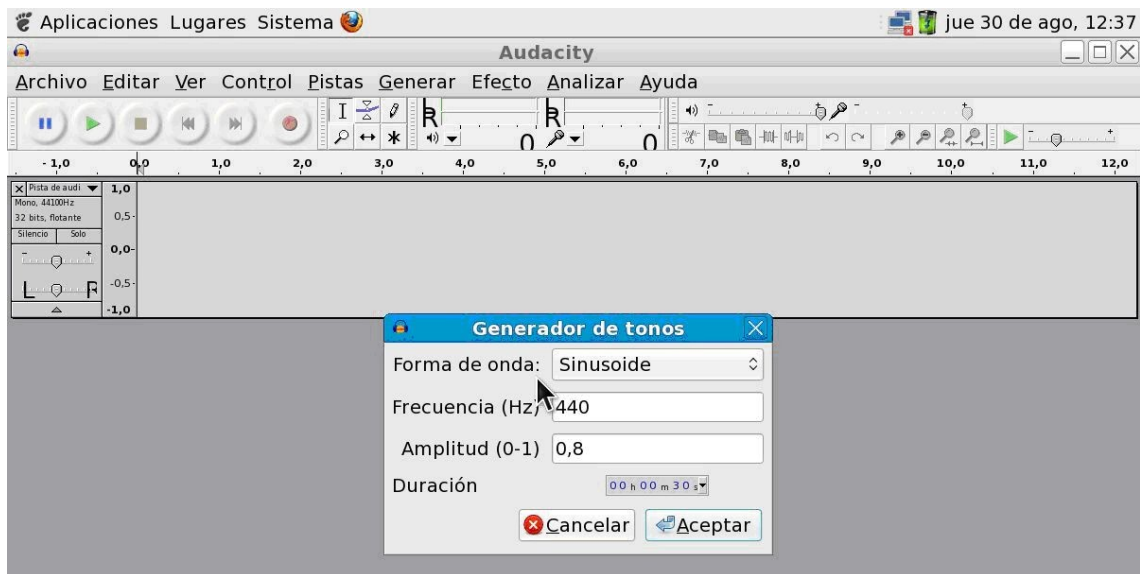 Aplicaciones Lugares Sistema jue 30 de ago, 12:37
Audacity
Archivo Editar Ver Control Pistas Generar Efecto Analizar Ayuda
R R
0 0
- 1,0 0,0 1,0 2,0 3,0 4,0 5,0 6,0 7,0 8,0 9,0 10,0 11,0 12,0
Pista de audi 1,0
Mono, 44100Hz
32 bits, flotante 0,5
Silencio Solo
- + 0,0
L R -0,5
-1,0
Generador de tonos
Forma de onda: Sinusoide
Frecuencia (Hz) 440
Amplitud (0-1) 0,8
Duración 00 h 00 m 30 s
Cancelar Aceptar